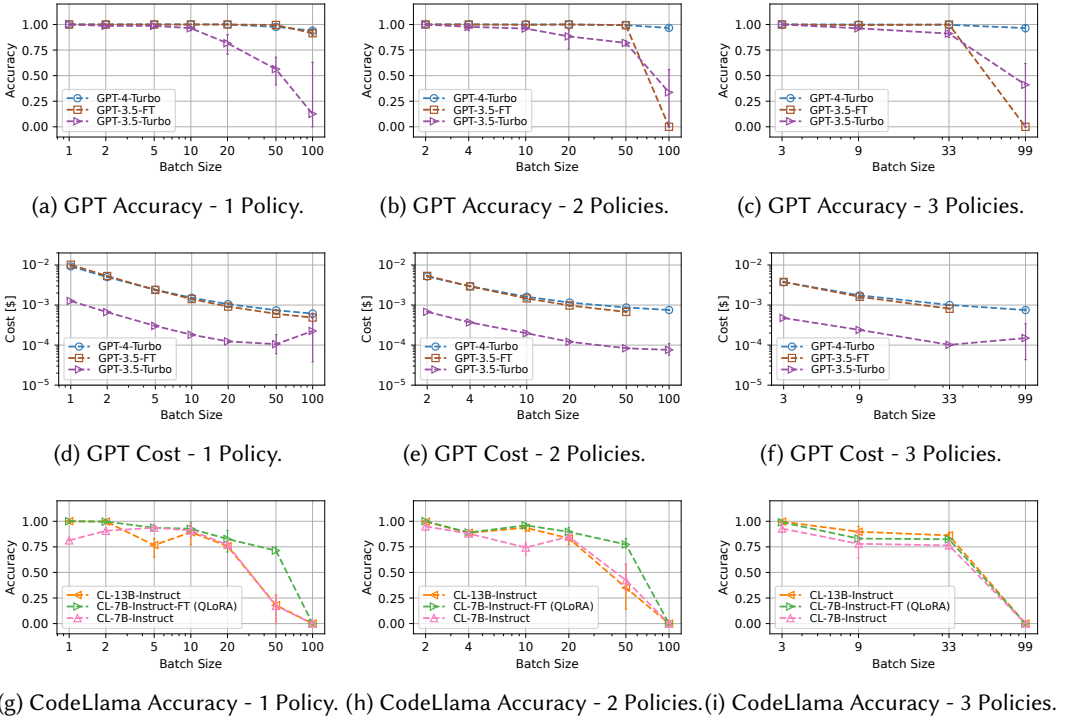 1.00
0.75
0.50
0.25
0.00
Accuracy
GPT-4-Turbo
GPT-3.5-FT
GPT-3.5-Turbo
1 2 5 10 20 50 100
Batch Size
(a) GPT Accuracy - 1 Policy.
1.00
0.75
0.50
0.25
0.00
Accuracy
GPT-4-Turbo
GPT-3.5-FT
GPT-3.5-Turbo
2 4 10 20 50 100
Batch Size
(b) GPT Accuracy - 2 Policies.
1.00
0.75
0.50
0.25
0.00
Accuracy
GPT-4-Turbo
GPT-3.5-FT
GPT-3.5-Turbo
3 9 33 99
Batch Size
(c) GPT Accuracy - 3 Policies.
10⁻²
10⁻³
10⁻⁴
10⁻⁵
Cost [$]
GPT-4-Turbo
GPT-3.5-FT
GPT-3.5-Turbo
1 2 5 10 20 50 100
Batch Size
(d) GPT Cost - 1 Policy.
10⁻²
10⁻³
10⁻⁴
10⁻⁵
Cost [$]
GPT-4-Turbo
GPT-3.5-FT
GPT-3.5-Turbo
2 4 10 20 50 100
Batch Size
(e) GPT Cost - 2 Policies.
10⁻²
10⁻³
10⁻⁴
10⁻⁵
Cost [$]
GPT-4-Turbo
GPT-3.5-FT
GPT-3.5-Turbo
3 9 33 99
Batch Size
(f) GPT Cost - 3 Policies.
1.00
0.75
0.50
0.25
0.00
Accuracy
CL-13B-Instruct
CL-7B-Instruct-FT (QLoRA)
CL-7B-Instruct
1 2 5 10 20 50 100
Batch Size
g) CodeLlama Accuracy - 1 Policy.
1.00
0.75
0.50
0.25
0.00
Accuracy
CL-13B-Instruct
CL-7B-Instruct-FT (QLoRA)
CL-7B-Instruct
2 4 10 20 50 100
Batch Size
(h) CodeLlama Accuracy - 2 Policies.
1.00
0.75
0.50
0.25
0.00
Accuracy
CL-13B-Instruct
CL-7B-Instruct-FT (QLoRA)
CL-7B-Instruct
3 9 33 99
Batch Size
(i) CodeLlama Accuracy - 3 Policies.